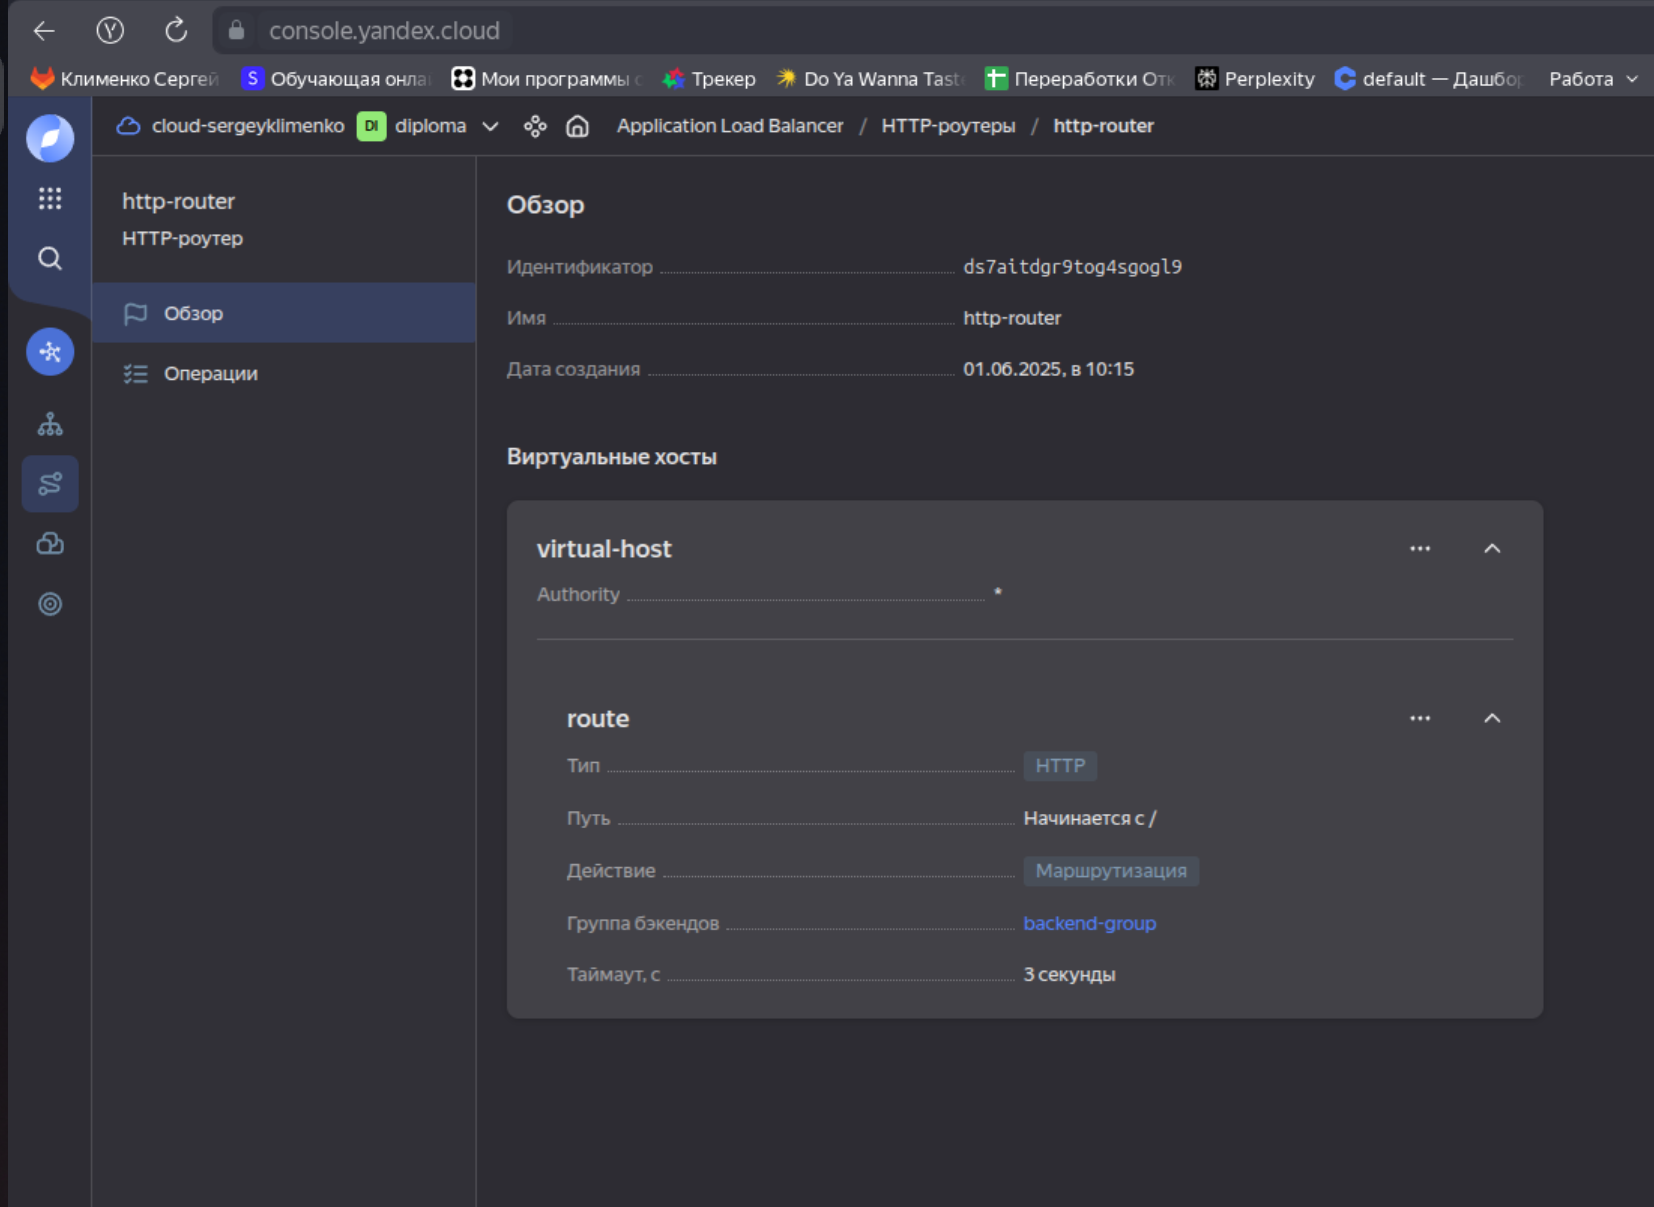 console.yandex.cloud
Клименко Сергей Обучающая онла Мои программы Трекер Do Ya Wanna Tast Переработки Отк Perplexity default — Дашбор Работа
cloud-sergeyklimenko DI diploma Application Load Balancer / HTTP-роутеры / http-router
http-router
HTTP-роутер
Обзор
Операции
Обзор
Идентификатор ds7aitdgr9tog4sgogl9
Имя http-router
Дата создания 01.06.2025, в 10:15
Виртуальные хосты
virtual-host
Authority *
route
Тип HTTP
Путь Начинается с /
Действие Маршрутизация
Группа бэкендов backend-group
Таймаут, с 3 секунды